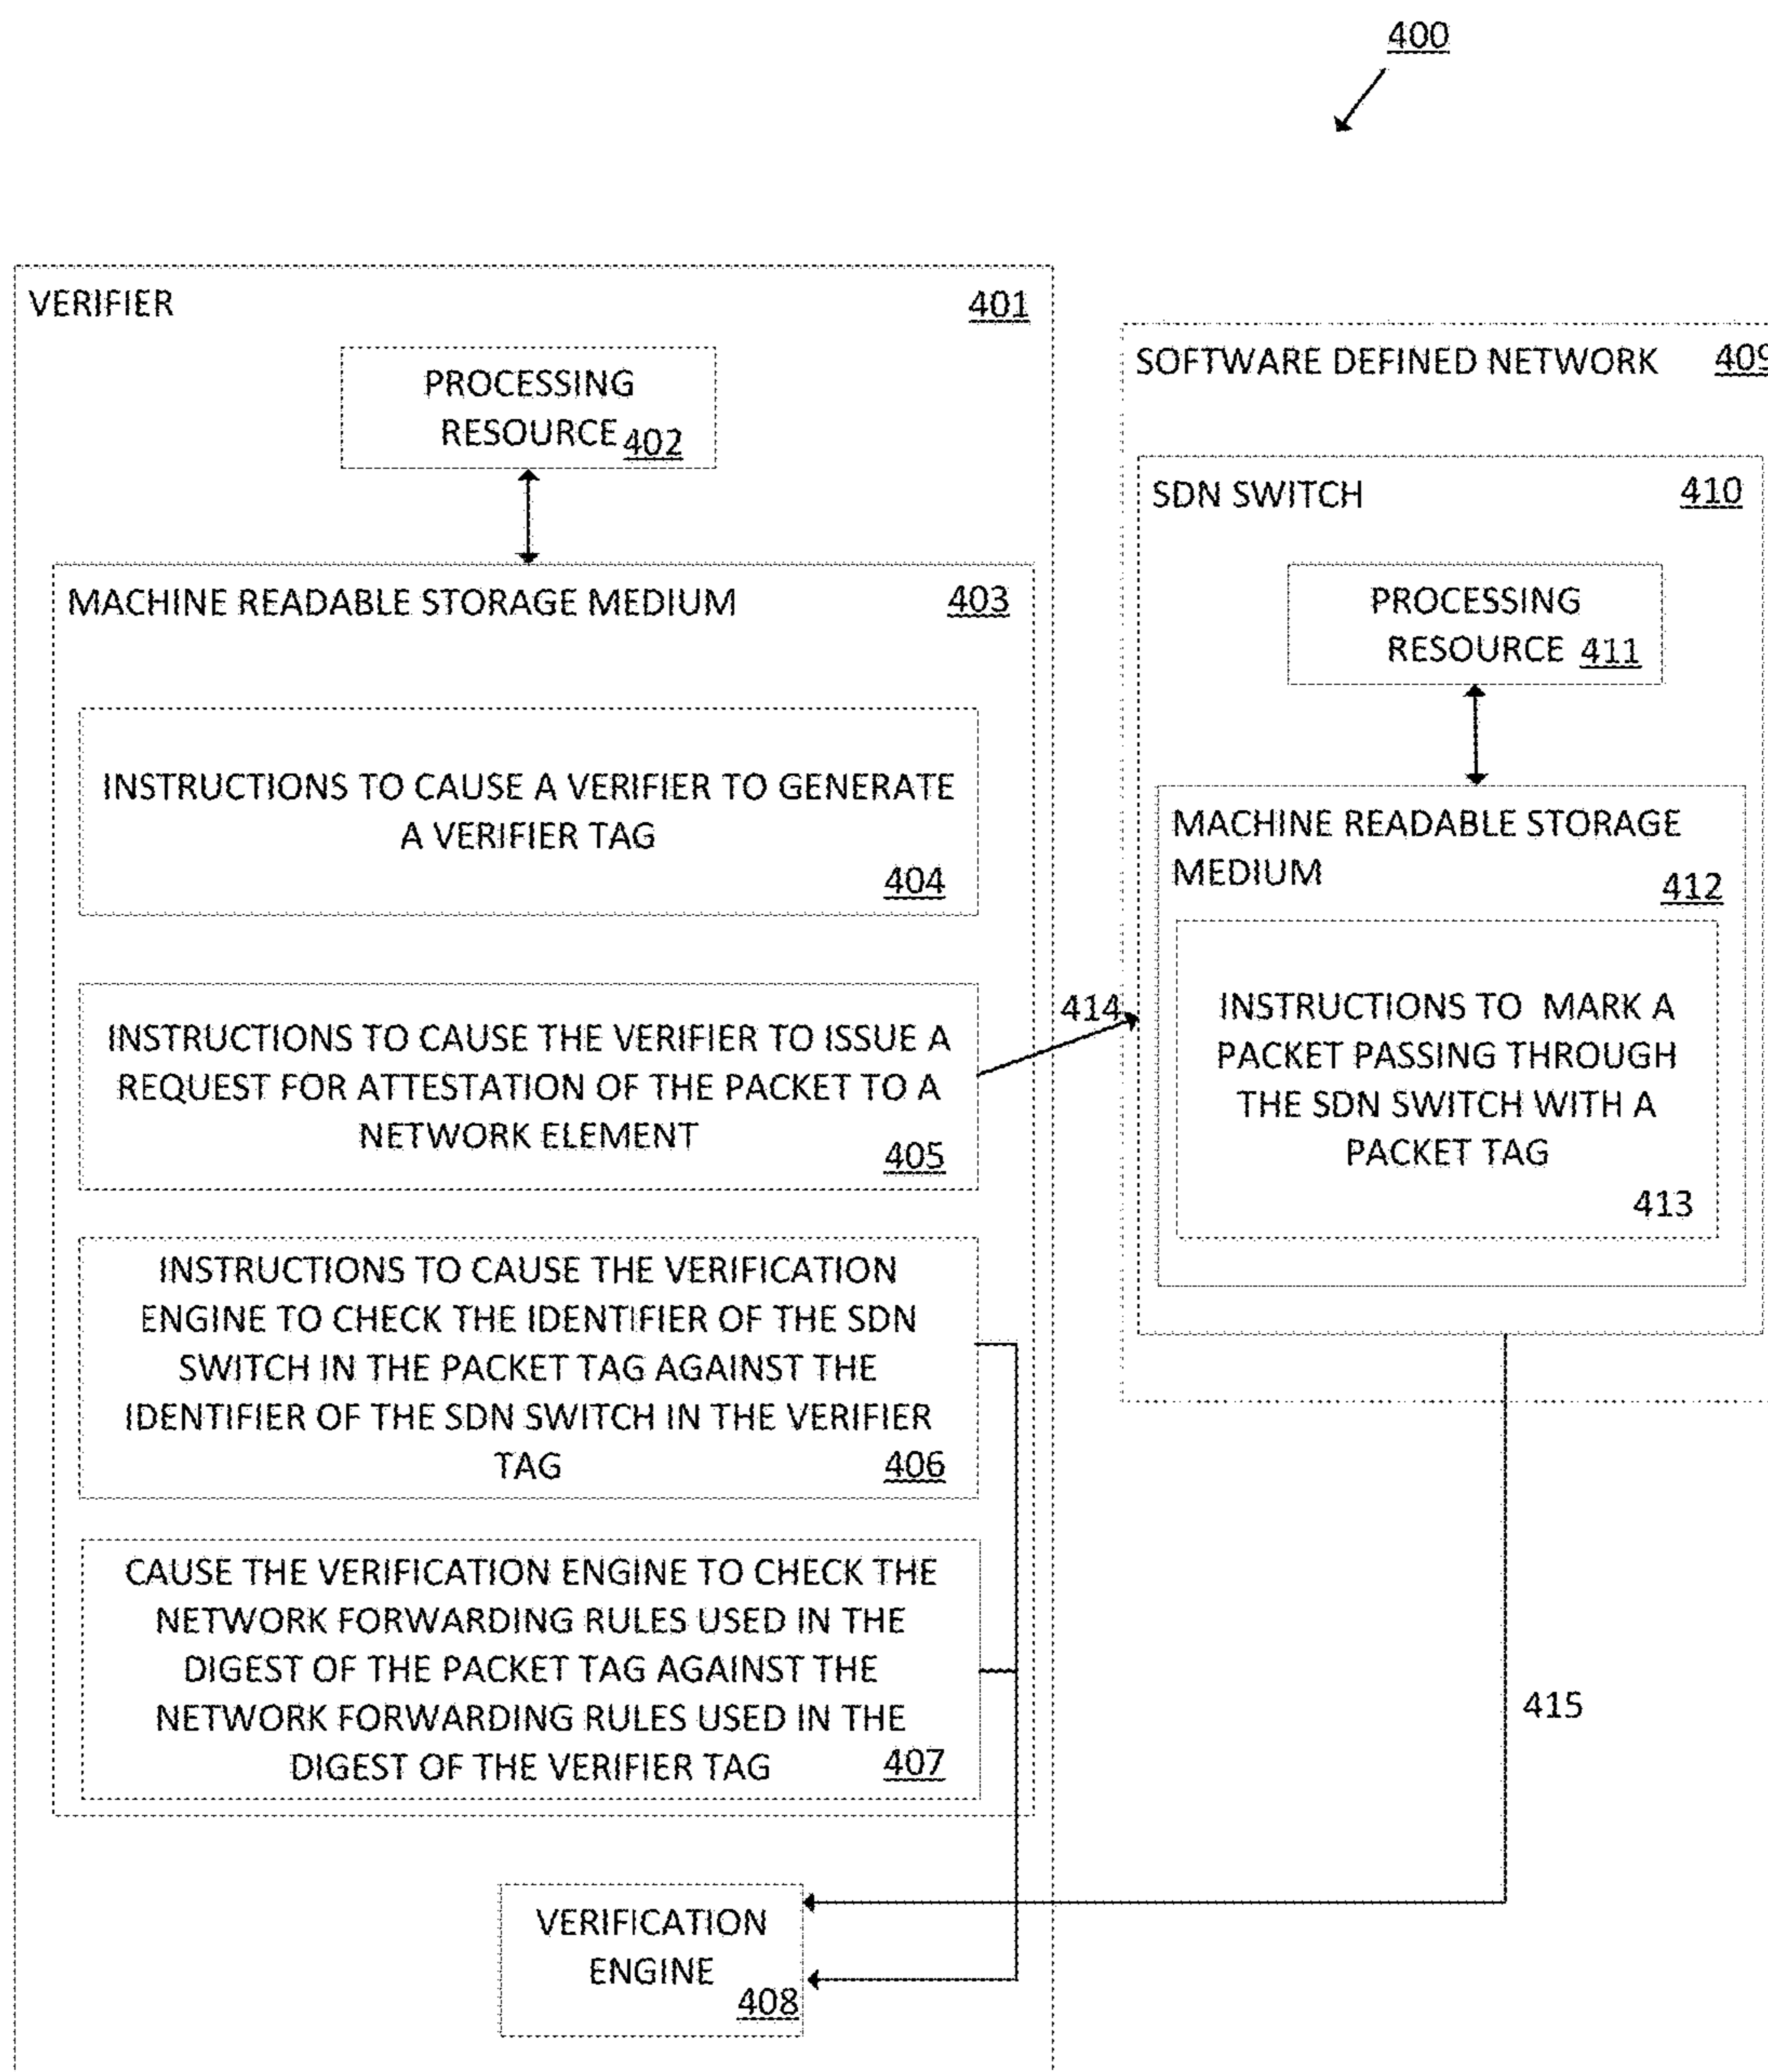 400
VERIFIER 401
PROCESSING
RESOURCE 402
MACHINE READABLE STORAGE MEDIUM 403
INSTRUCTIONS TO CAUSE A VERIFIER TO GENERATE
A VERIFIER TAG
404
INSTRUCTIONS TO CAUSE THE VERIFIER TO ISSUE A
REQUEST FOR ATTESTATION OF THE PACKET TO A
NETWORK ELEMENT
405
INSTRUCTIONS TO CAUSE THE VERIFICATION
ENGINE TO CHECK THE IDENTIFIER OF THE SDN
SWITCH IN THE PACKET TAG AGAINST THE
IDENTIFIER OF THE SDN SWITCH IN THE VERIFIER
TAG 406
CAUSE THE VERIFICATION ENGINE TO CHECK THE
NETWORK FORWARDING RULES USED IN THE
DIGEST OF THE PACKET TAG AGAINST THE
NETWORK FORWARDING RULES USED IN THE
DIGEST OF THE VERIFIER TAG 407
VERIFICATION
ENGINE
408
414
SOFTWARE DEFINED NETWORK 409
SDN SWITCH 410
PROCESSING
RESOURCE 411
MACHINE READABLE STORAGE
MEDIUM 412
INSTRUCTIONS TO MARK A
PACKET PASSING THROUGH
THE SDN SWITCH WITH A
PACKET TAG
413
415